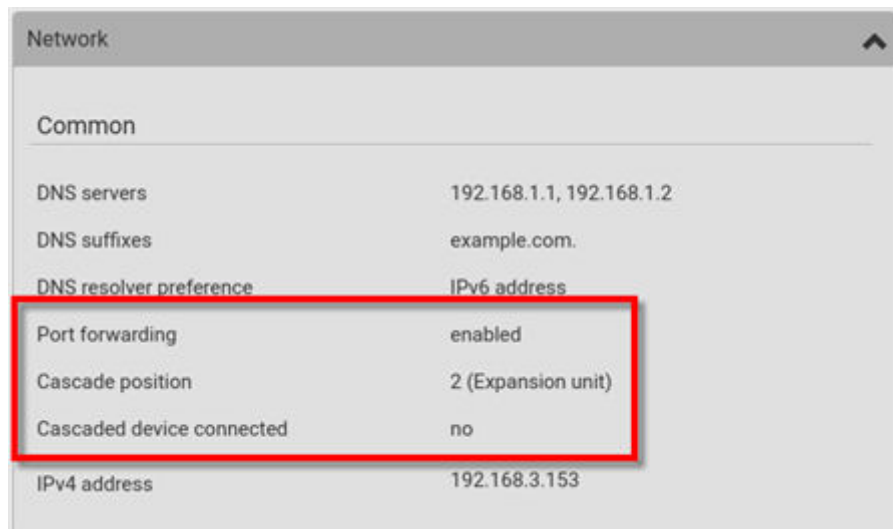 Network
Common
DNS servers 192.168.1.1, 192.168.1.2
DNS suffixes example.com.
DNS resolver preference IPv6 address
Port forwarding enabled
Cascade position 2 (Expansion unit)
Cascaded device connected no
IPv4 address 192.168.3.153